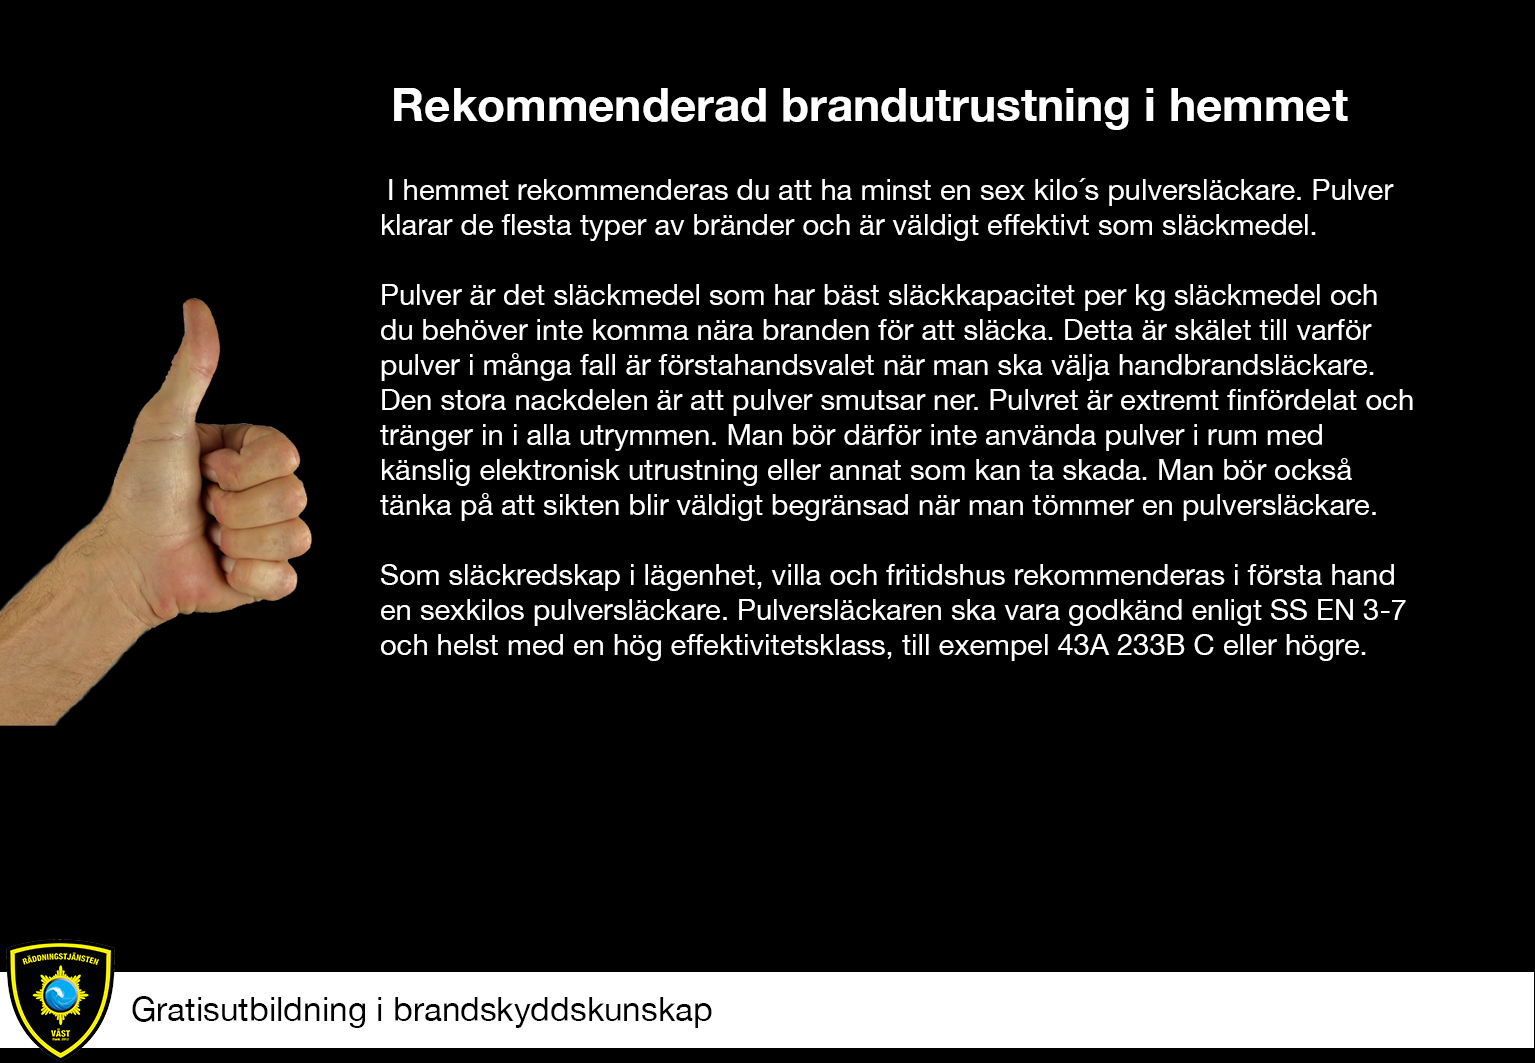 Rekommenderad brandutrustning i hemmet
I hemmet rekommenderas du att ha minst en sex kilo´s pulversläckare. Pulver
klarar de flesta typer av bränder och är väldigt effektivt som släckmedel.
Pulver är det släckmedel som har bäst släckkapacitet per kg släckmedel och
du behöver inte komma nära branden för att släcka. Detta är skälet till varför
pulver i många fall är förstahandsvalet när man ska välja handbrandsläckare.
Den stora nackdelen är att pulver smutsar ner. Pulvret är extremt finfördelat och
tränger in i alla utrymmen. Man bör därför inte använda pulver i rum med
känslig elektronisk utrustning eller annat som kan ta skada. Man bör också
tänka på att sikten blir väldigt begränsad när man tömmer en pulversläckare.
Som släckredskap i lägenhet, villa och fritidshus rekommenderas i första hand
en sexkilos pulversläckare. Pulversläckaren ska vara godkänd enligt SS EN 3-7
och helst med en hög effektivitetsklass, till exempel 43A 233B C eller högre.
RÄDDNINGSTJÄNSTEN
VÄST
Gratisutbildning i brandskyddskunskap